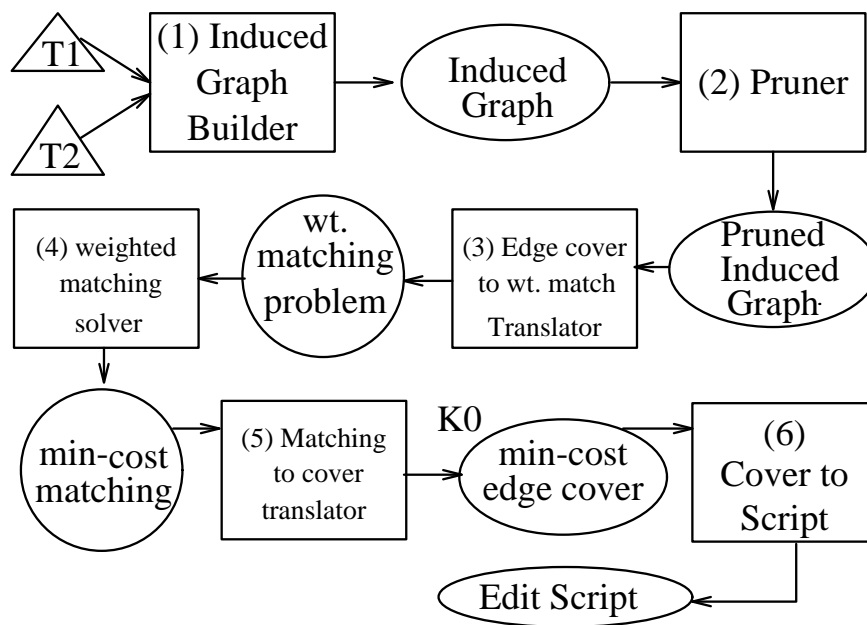 T1
T2
(1) Induced
Graph
Builder
Induced
Graph
(2) Pruner
Pruned
Induced
Graph
(3) Edge cover
to wt. match
Translator
wt.
matching
problem
(4) weighted
matching
solver
min-cost
matching
(5) Matching
to cover
translator
K0
min-cost
edge cover
(6)
Cover to
Script
Edit Script